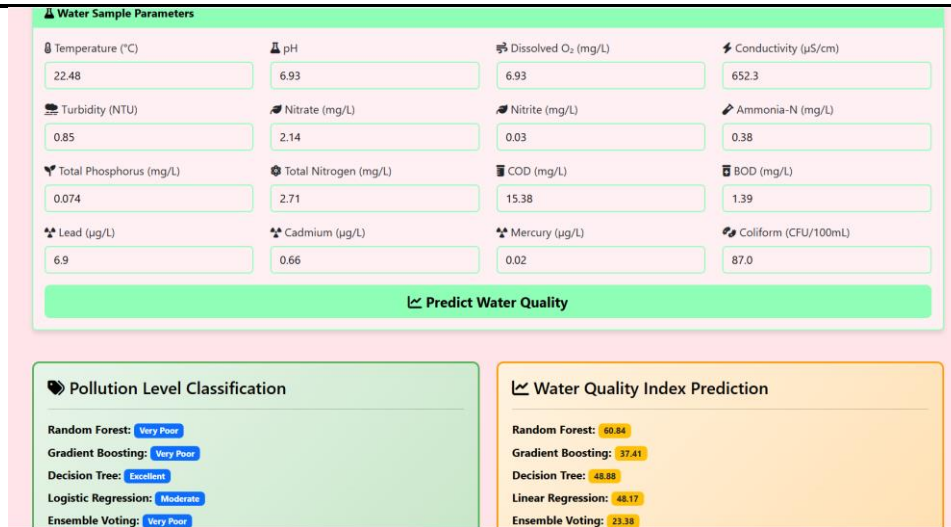 Water Sample Parameters
Temperature (°C) pH Dissolved O₂ (mg/L) Conductivity (µS/cm)
22.48 6.93 6.93 652.3
Turbidity (NTU) Nitrate (mg/L) Nitrite (mg/L) Ammonia-N (mg/L)
0.85 2.14 0.03 0.38
Total Phosphorus (mg/L) Total Nitrogen (mg/L) COD (mg/L) BOD (mg/L)
0.074 2.71 15.38 1.39
Lead (µg/L) Cadmium (µg/L) Mercury (µg/L) Coliform (CFU/100mL)
6.9 0.66 0.02 87.0
Predict Water Quality
Pollution Level Classification
Random Forest: Very Poor
Gradient Boosting: Very Poor
Decision Tree: Excellent
Logistic Regression: Moderate
Ensemble Voting: Very Poor
Water Quality Index Prediction
Random Forest: 60.84
Gradient Boosting: 37.41
Decision Tree: 48.88
Linear Regression: 48.17
Ensemble Voting: 23.38